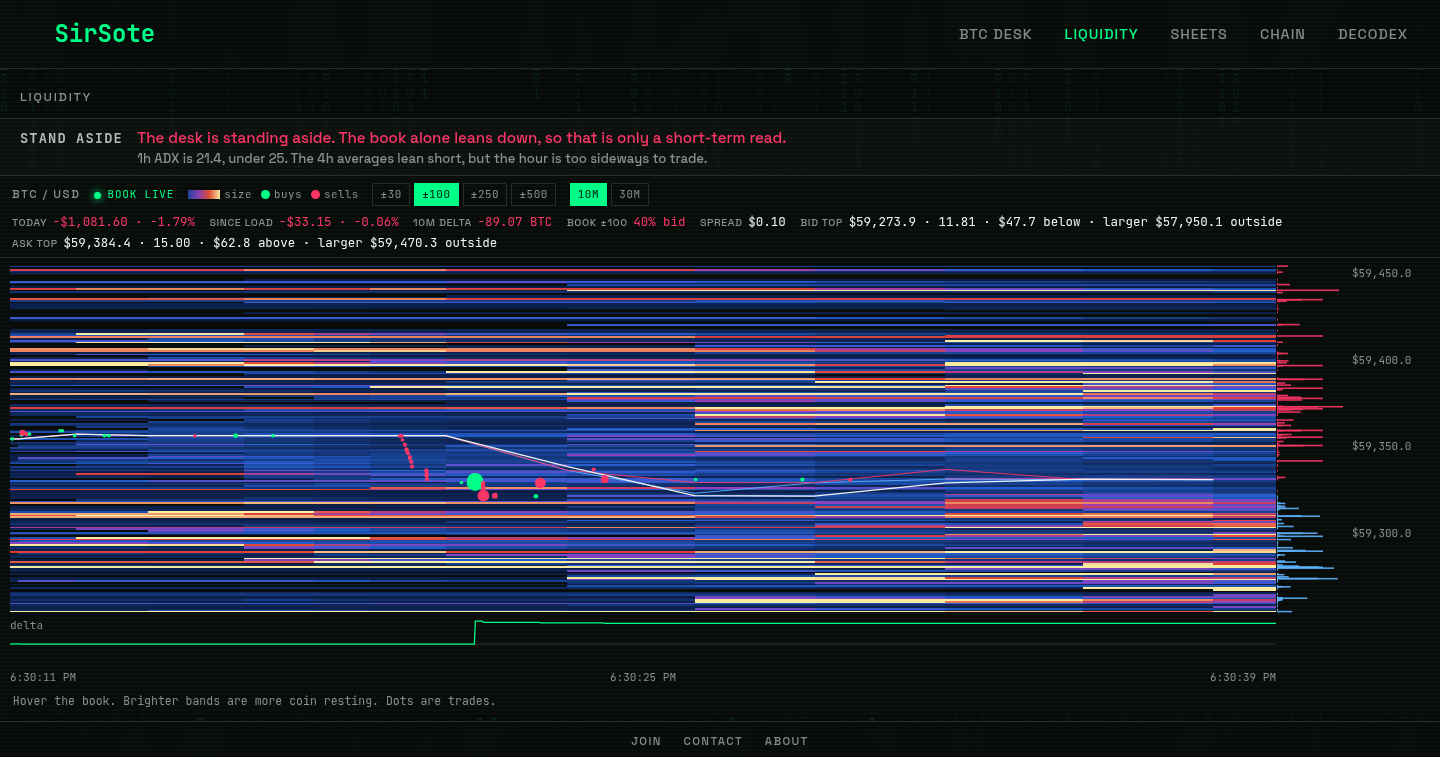 SirSote
BTC DESK LIQUIDITY SHEETS CHAIN DECODEX
LIQUIDITY
STAND ASIDE The desk is standing aside. The book alone leans down, so that is only a short-term read.
1h ADX is 21.4, under 25. The 4h averages lean short, but the hour is too sideways to trade.
BTC / USD BOOK LIVE size buys sells ±30 ±100 ±250 ±500 10M 30M
TODAY -$1,081.60 · -1.79% SINCE LOAD -$33.15 · -0.06% 10M DELTA -89.07 BTC BOOK ±100 40% bid SPREAD $0.10 BID TOP $59,273.9 · 11.81 · $47.7 below · larger $57,950.1 outside
ASK TOP $59,384.4 · 15.00 · $62.8 above · larger $59,470.3 outside
$59,450.0
$59,400.0
$59,350.0
$59,300.0
delta
6:30:11 PM 6:30:25 PM 6:30:39 PM
Hover the book. Brighter bands are more coin resting. Dots are trades.
JOIN CONTACT ABOUT